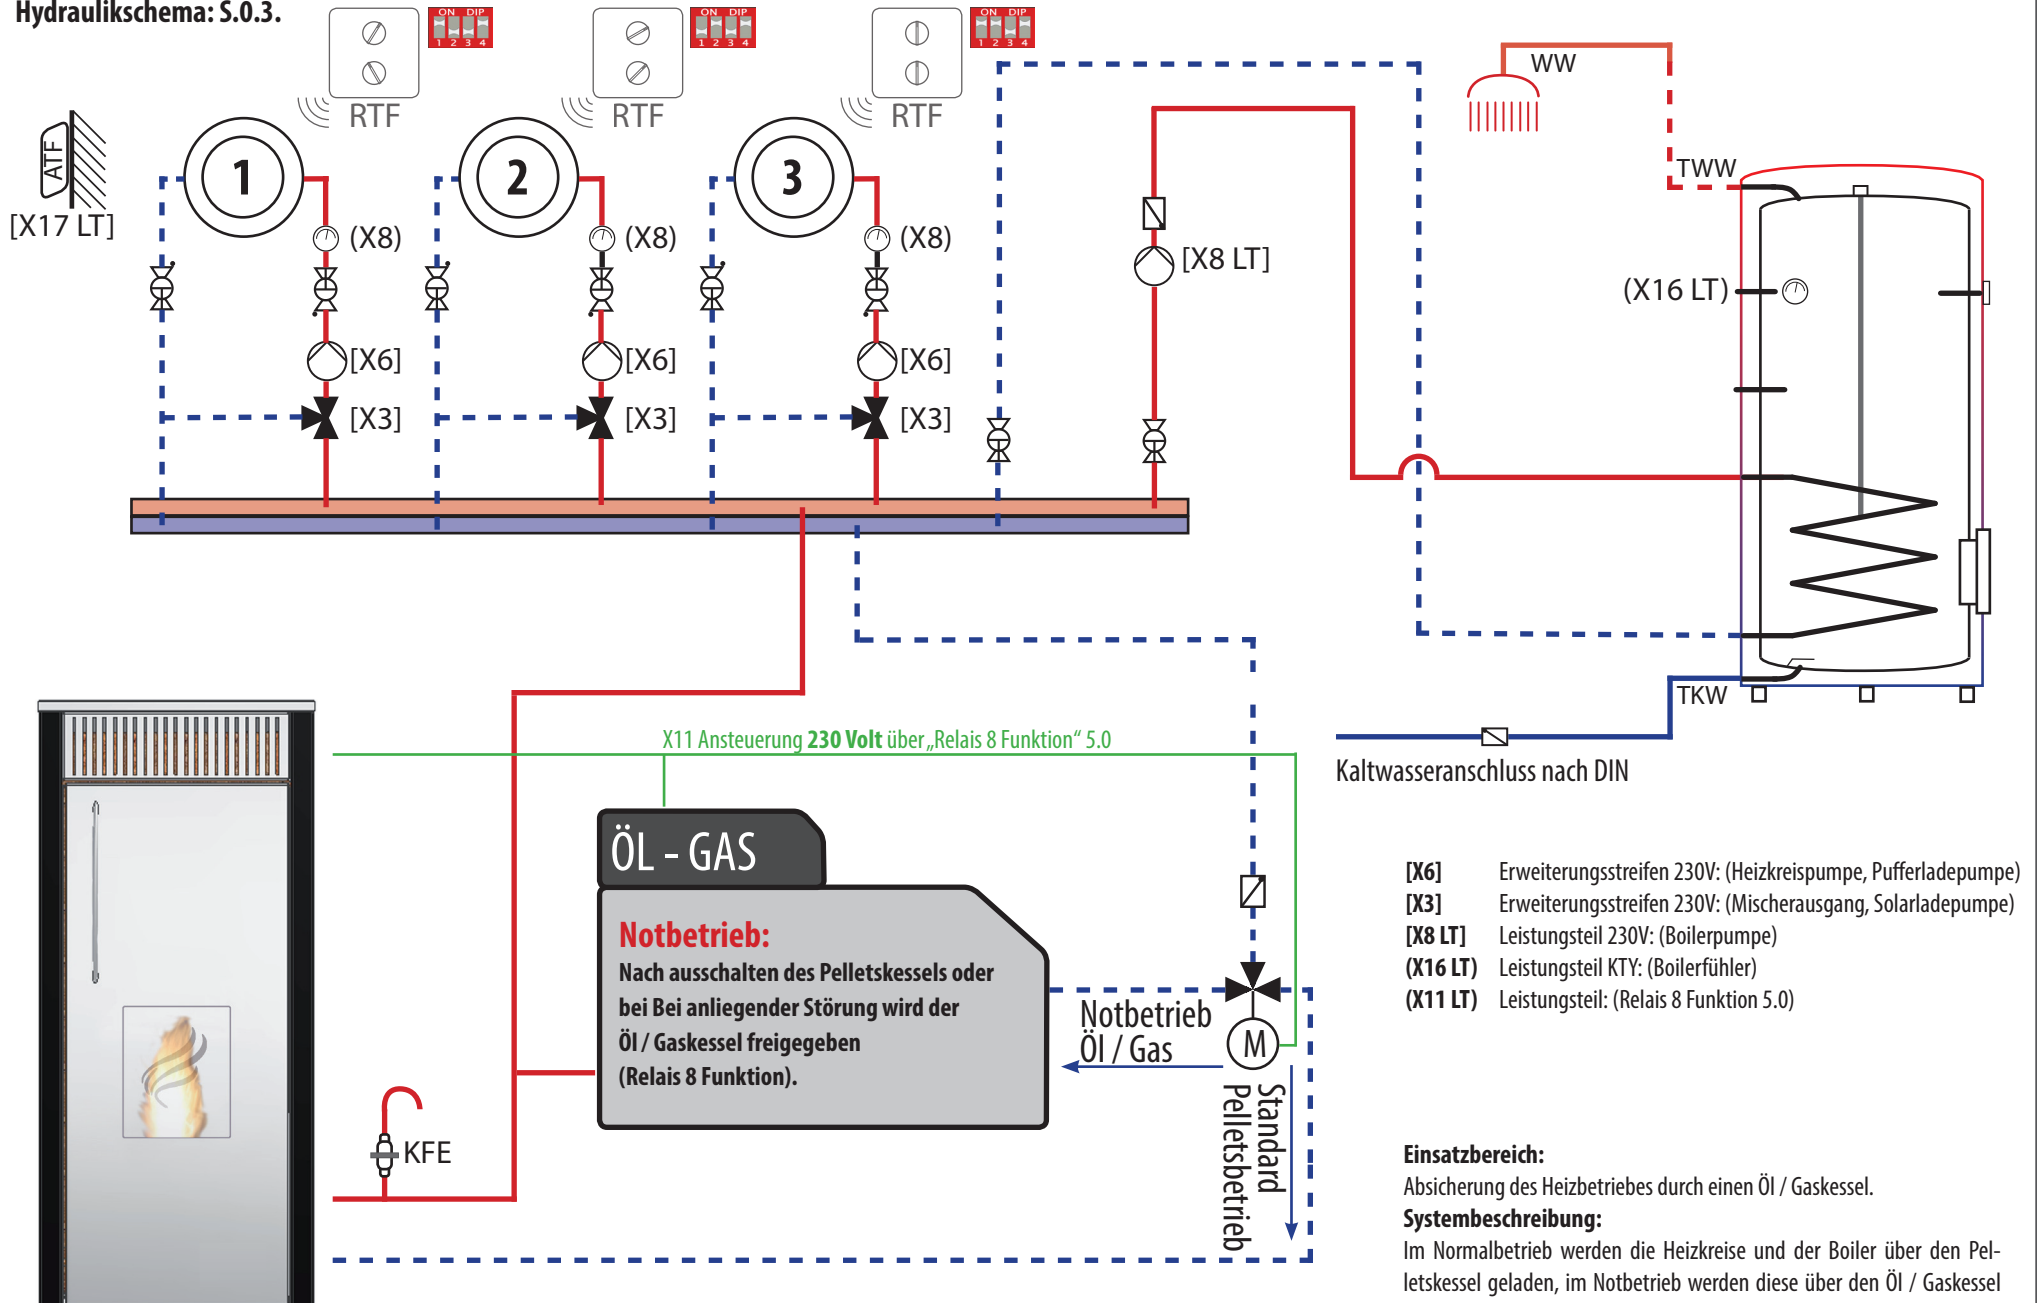 Hydraulikschema: S.0.3.
ON DIP
1 2 3 4
ON DIP
1 2 3 4
ON DIP
1 2 3 4
RTF
RTF
RTF
ATF
[X17 LT]
1
2
3
(X8)
(X8)
(X8)
[X8 LT]
[X6]
[X6]
[X6]
[X3]
[X3]
[X3]
WW
TWW
(X16 LT)
TKW
Kaltwasseranschluss nach DIN
X11 Ansteuerung 230 Volt über „Relais 8 Funktion“ 5.0
ÖL - GAS
Notbetrieb:
Nach ausschalten des Pelletskessels oder
bei Bei anliegender Störung wird der
Öl / Gaskessel freigegeben
(Relais 8 Funktion).
Notbetrieb
Öl / Gas
M
Standard
Pelletsbetrieb
KFE
[X6] Erweiterungsstreifen 230V: (Heizkreispumpe, Pufferladepumpe)
[X3] Erweiterungsstreifen 230V: (Mischerausgang, Solarladepumpe)
[X8 LT] Leistungsteil 230V: (Boilerpumpe)
(X16 LT) Leistungsteil KTY: (Boilerfühler)
(X11 LT) Leistungsteil: (Relais 8 Funktion 5.0)
Einsatzbereich:
Absicherung des Heizbetriebes durch einen Öl / Gaskessel.
Systembeschreibung:
Im Normalbetrieb werden die Heizkreise und der Boiler über den Pel-
letskessel geladen, im Notbetrieb werden diese über den Öl / Gaskessel